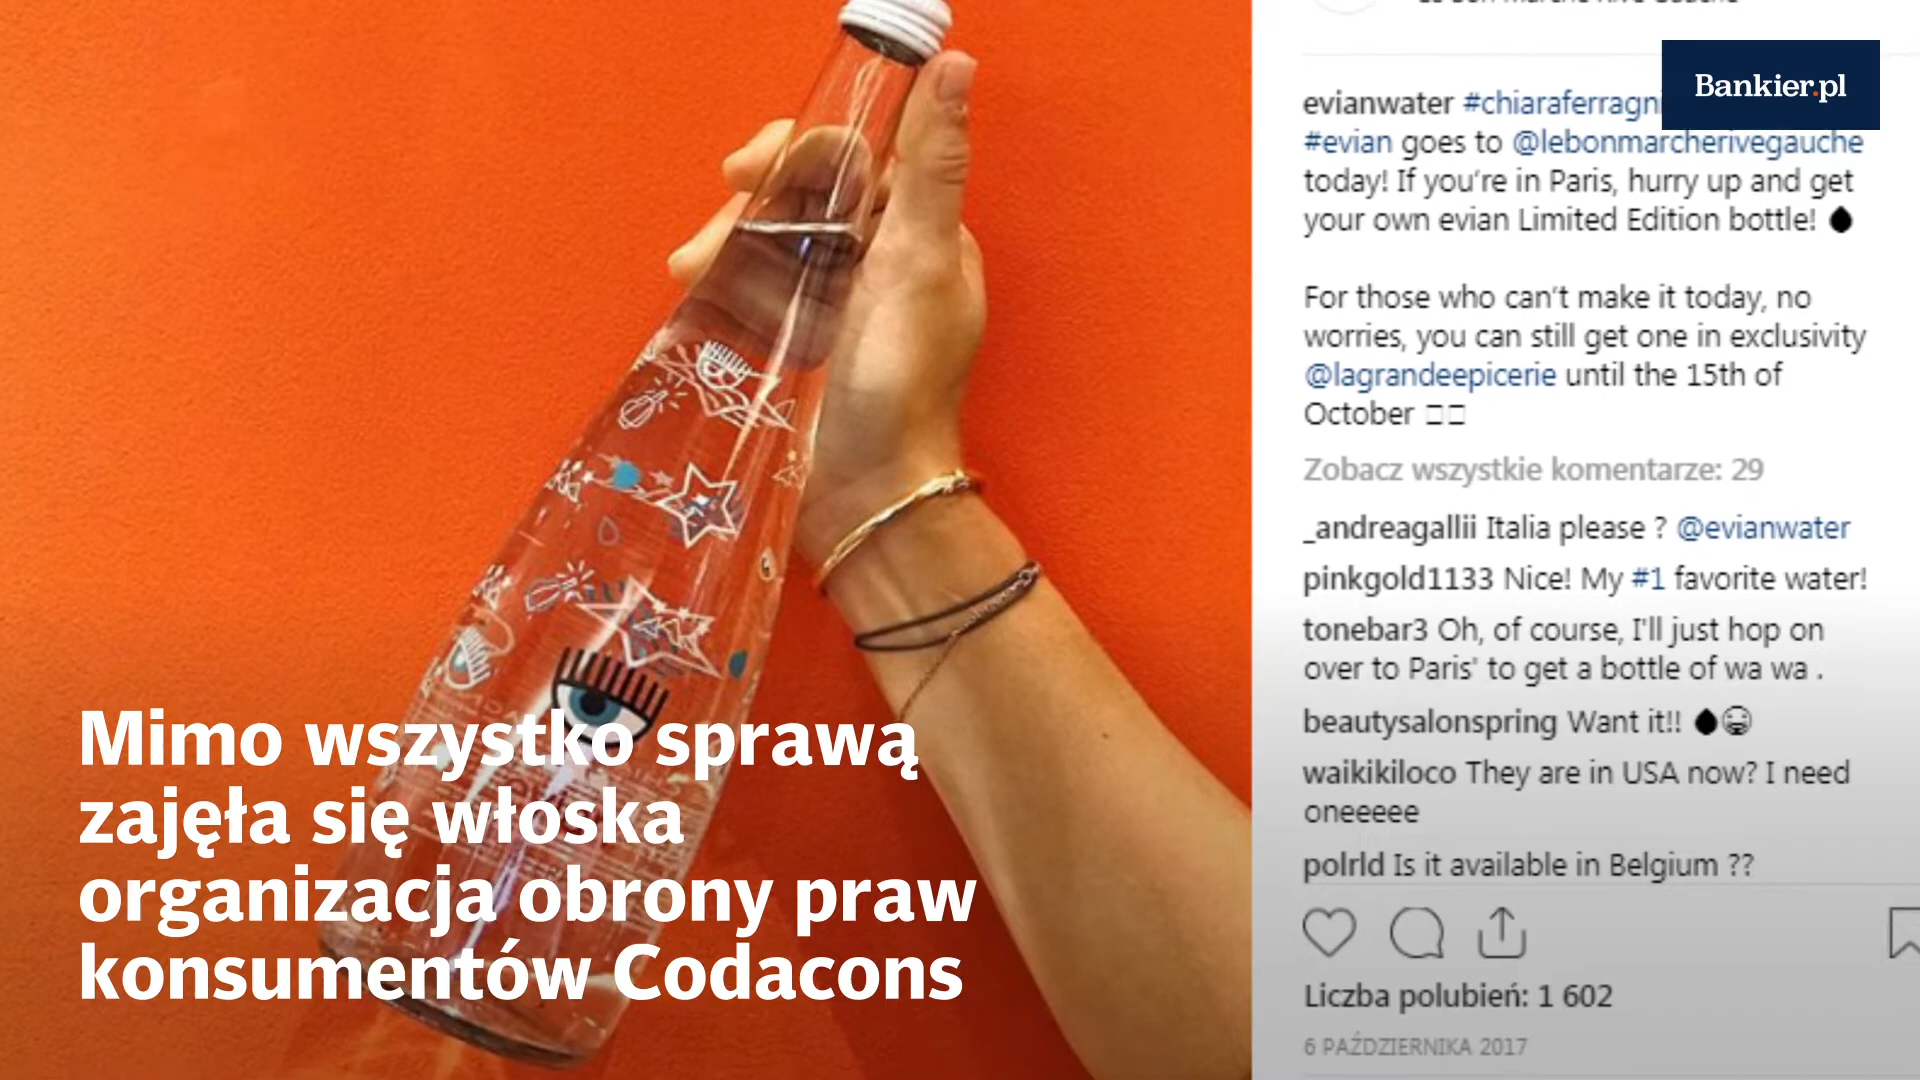 Bankier.pl
evianwater #chiaraferragni
#evian goes to @lebonmarcherivegauche
today! If you're in Paris, hurry up and get
your own evian Limited Edition bottle!
For those who can't make it today, no
worries, you can still get one in exclusivity
@lagrandeepicerie until the 15th of
October
Zobacz wszystkie komentarze: 29
_andreagallii Italia please ? @evianwater
pinkgold1133 Nice! My #1 favorite water!
tonebar3 Oh, of course, I'll just hop on
over to Paris' to get a bottle of wa wa .
beautysalonspring Want it!!
waikikiloco They are in USA now? I need
oneeeee
polrld Is it available in Belgium ??
Liczba polubień: 1 602
6 PAŹDZIERNIKA 2017
Mimo wszystko sprawą
zajęła się włoska
organizacja obrony praw
konsumentów Codacons